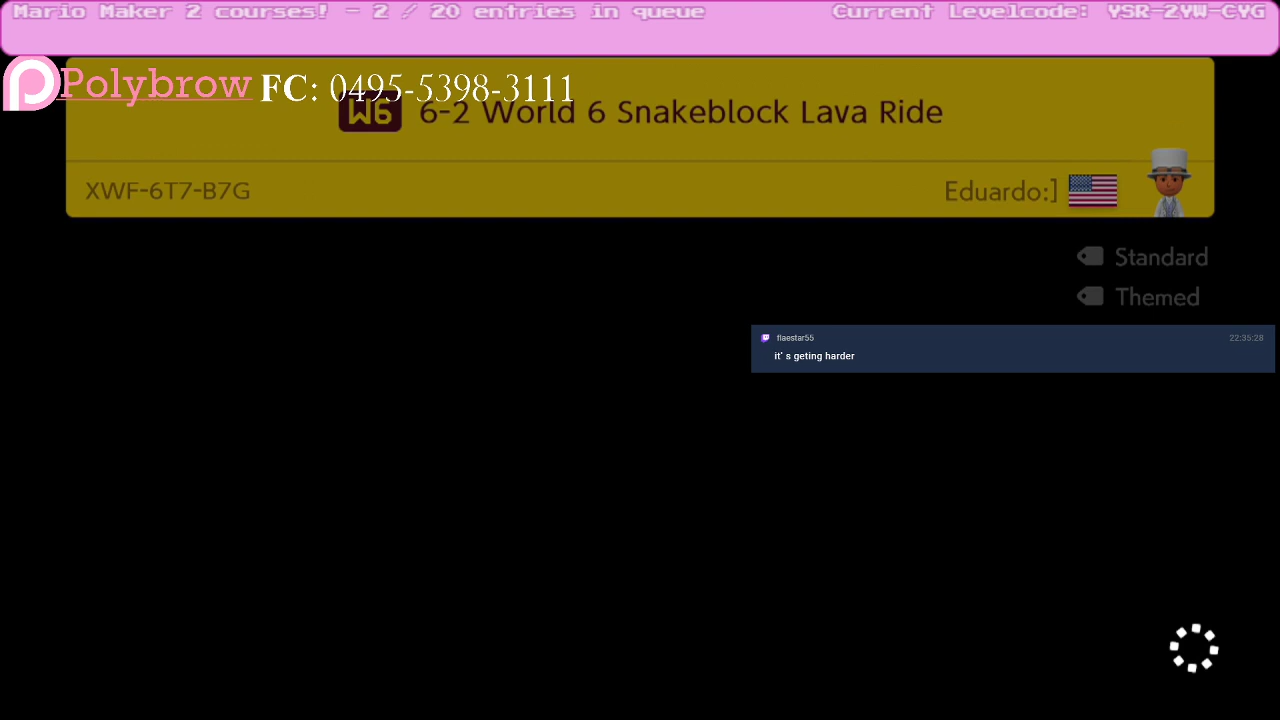 Mario Maker 2 courses! - 2 / 20 entries in queue
Current Levelcode: YSR-2YW-CYG
Polybrow FC: 0495-5398-3111
W6 6-2 World 6 Snakeblock Lava Ride
XWF-6T7-B7G
Eduardo:]
Standard
Themed
flaestar55 22:35:28
it' s geting harder